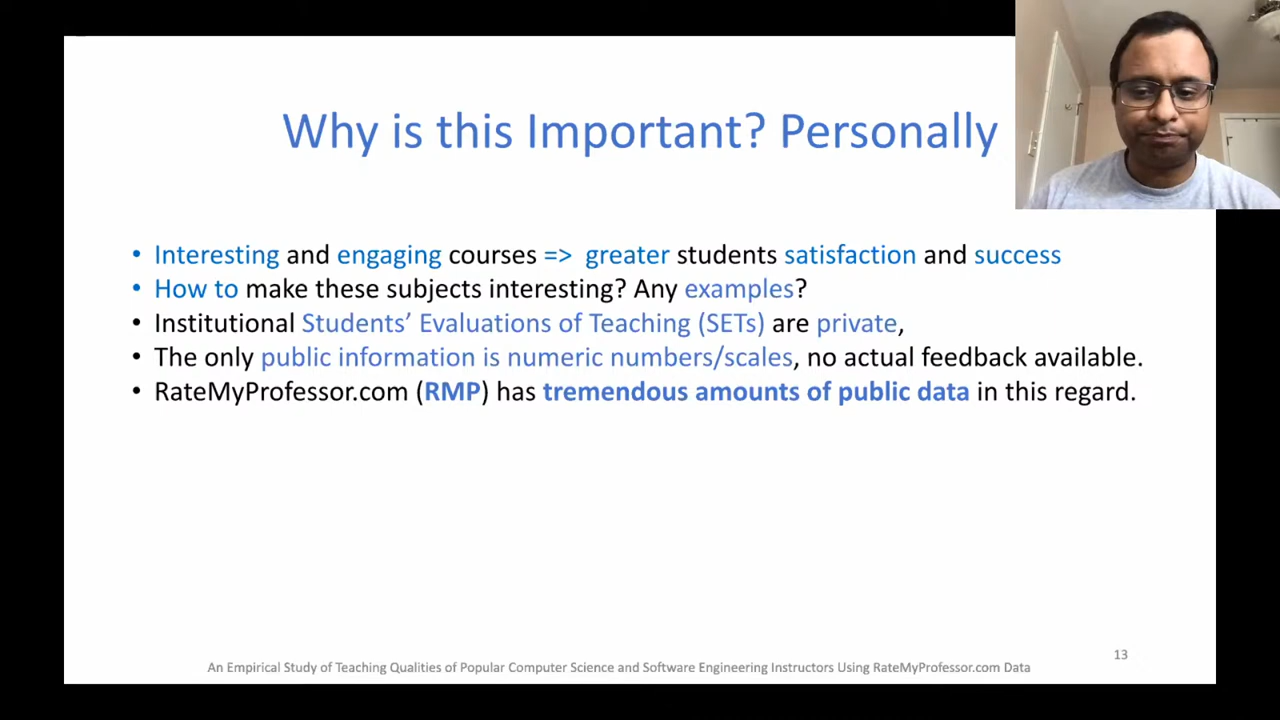 Why is this Important? Personally
• Interesting and engaging courses => greater students satisfaction and success
• How to make these subjects interesting? Any examples?
• Institutional Students’ Evaluations of Teaching (SETs) are private,
• The only public information is numeric numbers/scales, no actual feedback available.
• RateMyProfessor.com (RMP) has tremendous amounts of public data in this regard.
13
An Empirical Study of Teaching Qualities of Popular Computer Science and Software Engineering Instructors Using RateMyProfessor.com Data